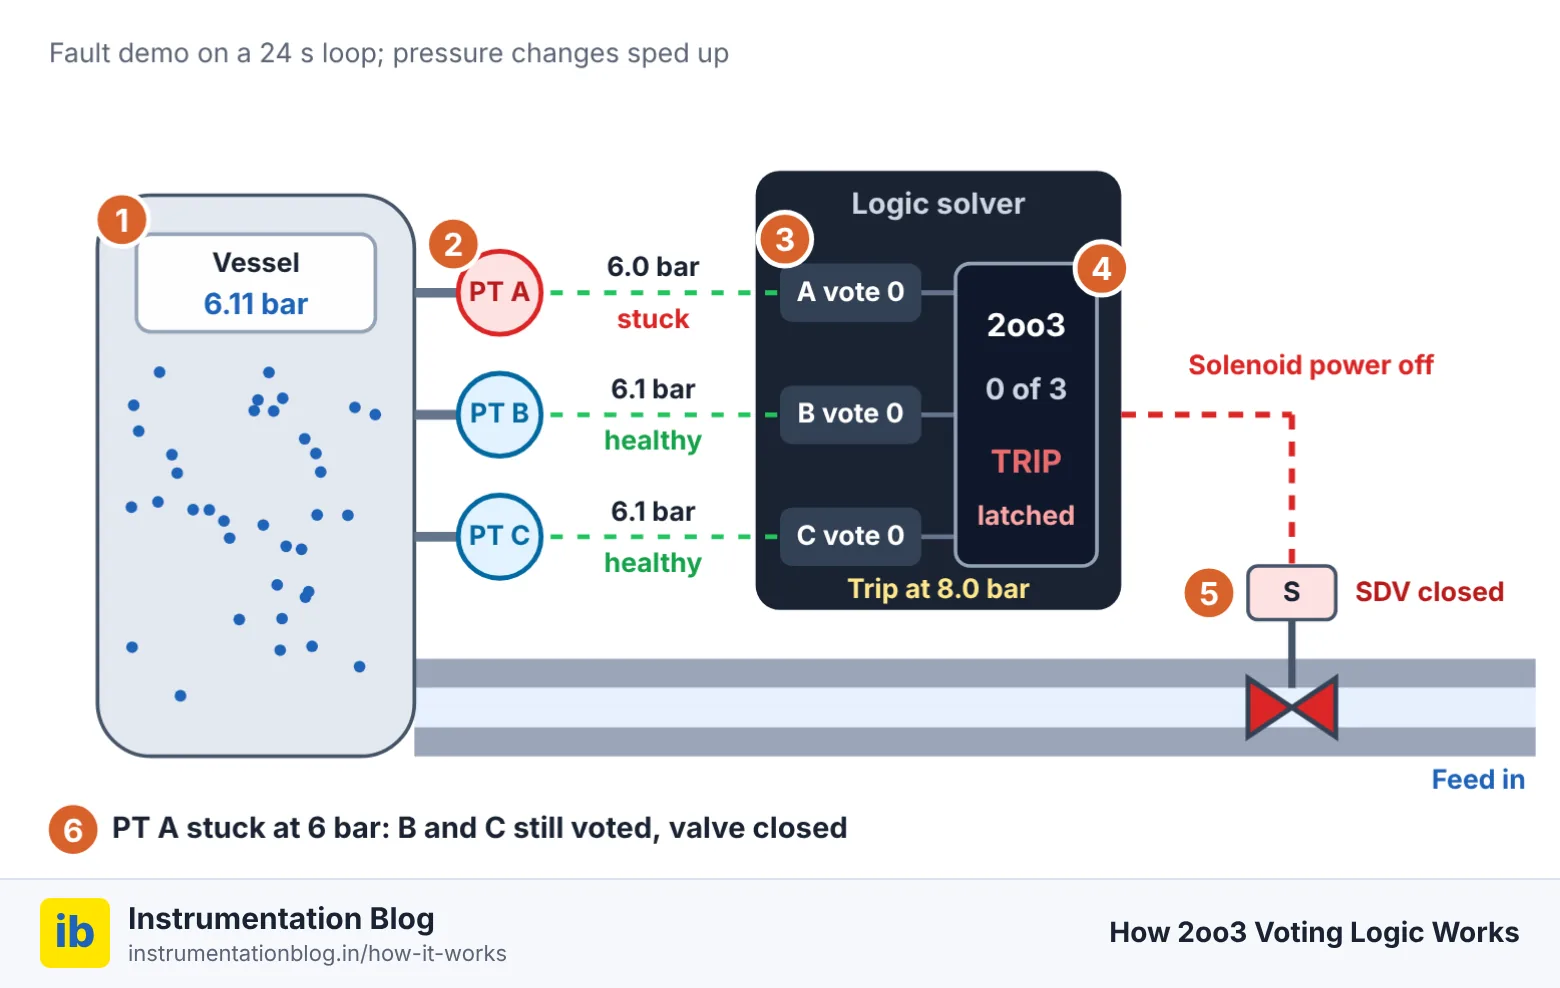 Fault demo on a 24 s loop; pressure changes sped up
1
Vessel
6.11 bar
2
PT A
6.0 bar
stuck
PT B
6.1 bar
healthy
PT C
6.1 bar
healthy
Logic solver
3
A vote 0
B vote 0
C vote 0
4
2oo3
0 of 3
TRIP
latched
Trip at 8.0 bar
Solenoid power off
5
S
SDV closed
Feed in
6
PT A stuck at 6 bar: B and C still voted, valve closed
ib
Instrumentation Blog
instrumentationblog.in/how-it-works
How 2oo3 Voting Logic Works